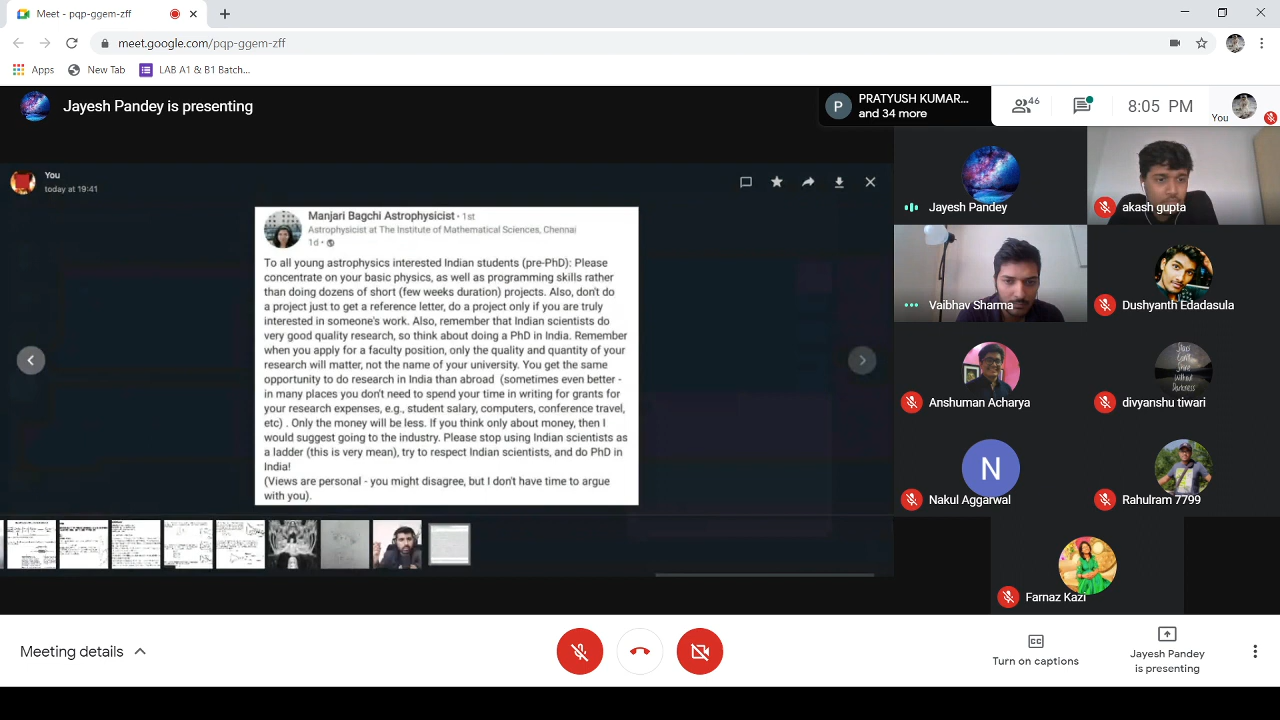 Meet - pqp-ggem-zff
meet.google.com/pqp-ggem-zff
Apps
New Tab
LAB A1 & B1 Batch...
Jayesh Pandey is presenting
PRATYUSH KUMAR...
and 34 more
46
8:05 PM
You
You
today at 19:41
Manjari Bagchi Astrophysicist • 1st
Astrophysicist at The Institute of Mathematical Sciences, Chennai
1d •
To all young astrophysics interested Indian students (pre-PhD): Please
concentrate on your basic physics, as well as programming skills rather
than doing dozens of short (few weeks duration) projects. Also, don't do
a project just to get a reference letter, do a project only if you are truly
interested in someone's work. Also, remember that Indian scientists do
very good quality research, so think about doing a PhD in India. Remember
when you apply for a faculty position, only the quality and quantity of your
research will matter, not the name of your university. You get the same
opportunity to do research in India than abroad (sometimes even better -
in many places you don't need to spend your time in writing for grants for
your research expenses, e.g., student salary, computers, conference travel,
etc) . Only the money will be less. If you think only about money, then I
would suggest going to the industry. Please stop using Indian scientists as
a ladder (this is very mean), try to respect Indian scientists, and do PhD in
India!
(Views are personal - you might disagree, but I don't have time to argue
with you).
Jayesh Pandey
akash gupta
Vaibhav Sharma
Dushyanth Edadasula
Anshuman Acharya
Stars
Can't
Shine
Without
Darkness
divyanshu tiwari
N
Nakul Aggarwal
Rahulram 7799
Farnaz Kazi
P
Meeting details
CC
Turn on captions
Jayesh Pandey
is presenting